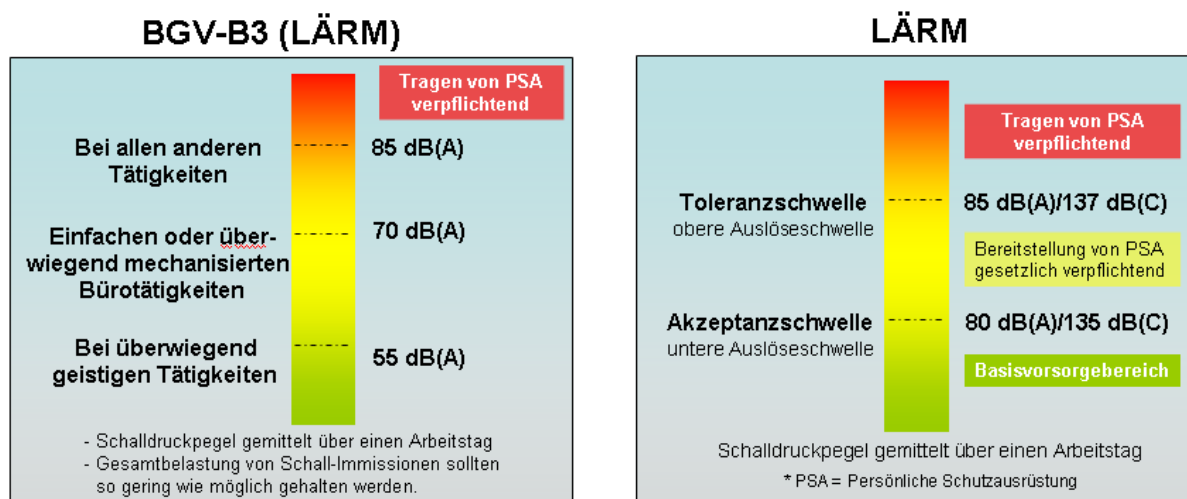 BGV-B3 (LÄRM)
Tragen von PSA
verpflichtend
Bei allen anderen
Tätigkeiten
85 dB(A)
Einfachen oder über-
wiegend mechanisierten
Bürotätigkeiten
70 dB(A)
Bei überwiegend
geistigen Tätigkeiten
55 dB(A)
- Schalldruckpegel gemittelt über einen Arbeitstag
- Gesamtbelastung von Schall-Immissionen sollten
so gering wie möglich gehalten werden.
LÄRM
Tragen von PSA
verpflichtend
Toleranzschwelle
obere Auslöseschwelle
85 dB(A)/137 dB(C)
Bereitstellung von PSA
gesetzlich verpflichtend
Akzeptanzschwelle
untere Auslöseschwelle
80 dB(A)/135 dB(C)
Basisvorsorgebereich
Schalldruckpegel gemittelt über einen Arbeitstag
* PSA = Persönliche Schutzausrüstung